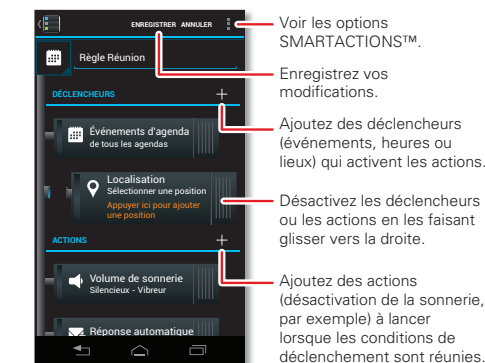 ENREGISTRER ANNULER
Règle Réunion
DÉCLENCHEURS
Événements d'agenda
de tous les agendas
Localisation
Sélectionner une position
Appuyer ici pour ajouter
une position
ACTIONS
Volume de sonnerie
Silencieux - Vibreur
Réponse automatique
Voir les options
SMARTACTIONS™.
Enregistrez vos
modifications.
Ajoutez des déclencheurs
(événements, heures ou
lieux) qui activent les actions.
Désactivez les déclencheurs
ou les actions en les faisant
glisser vers la droite.
Ajoutez des actions
(désactivation de la sonnerie,
par exemple) à lancer
lorsque les conditions de
déclenchement sont réunies.